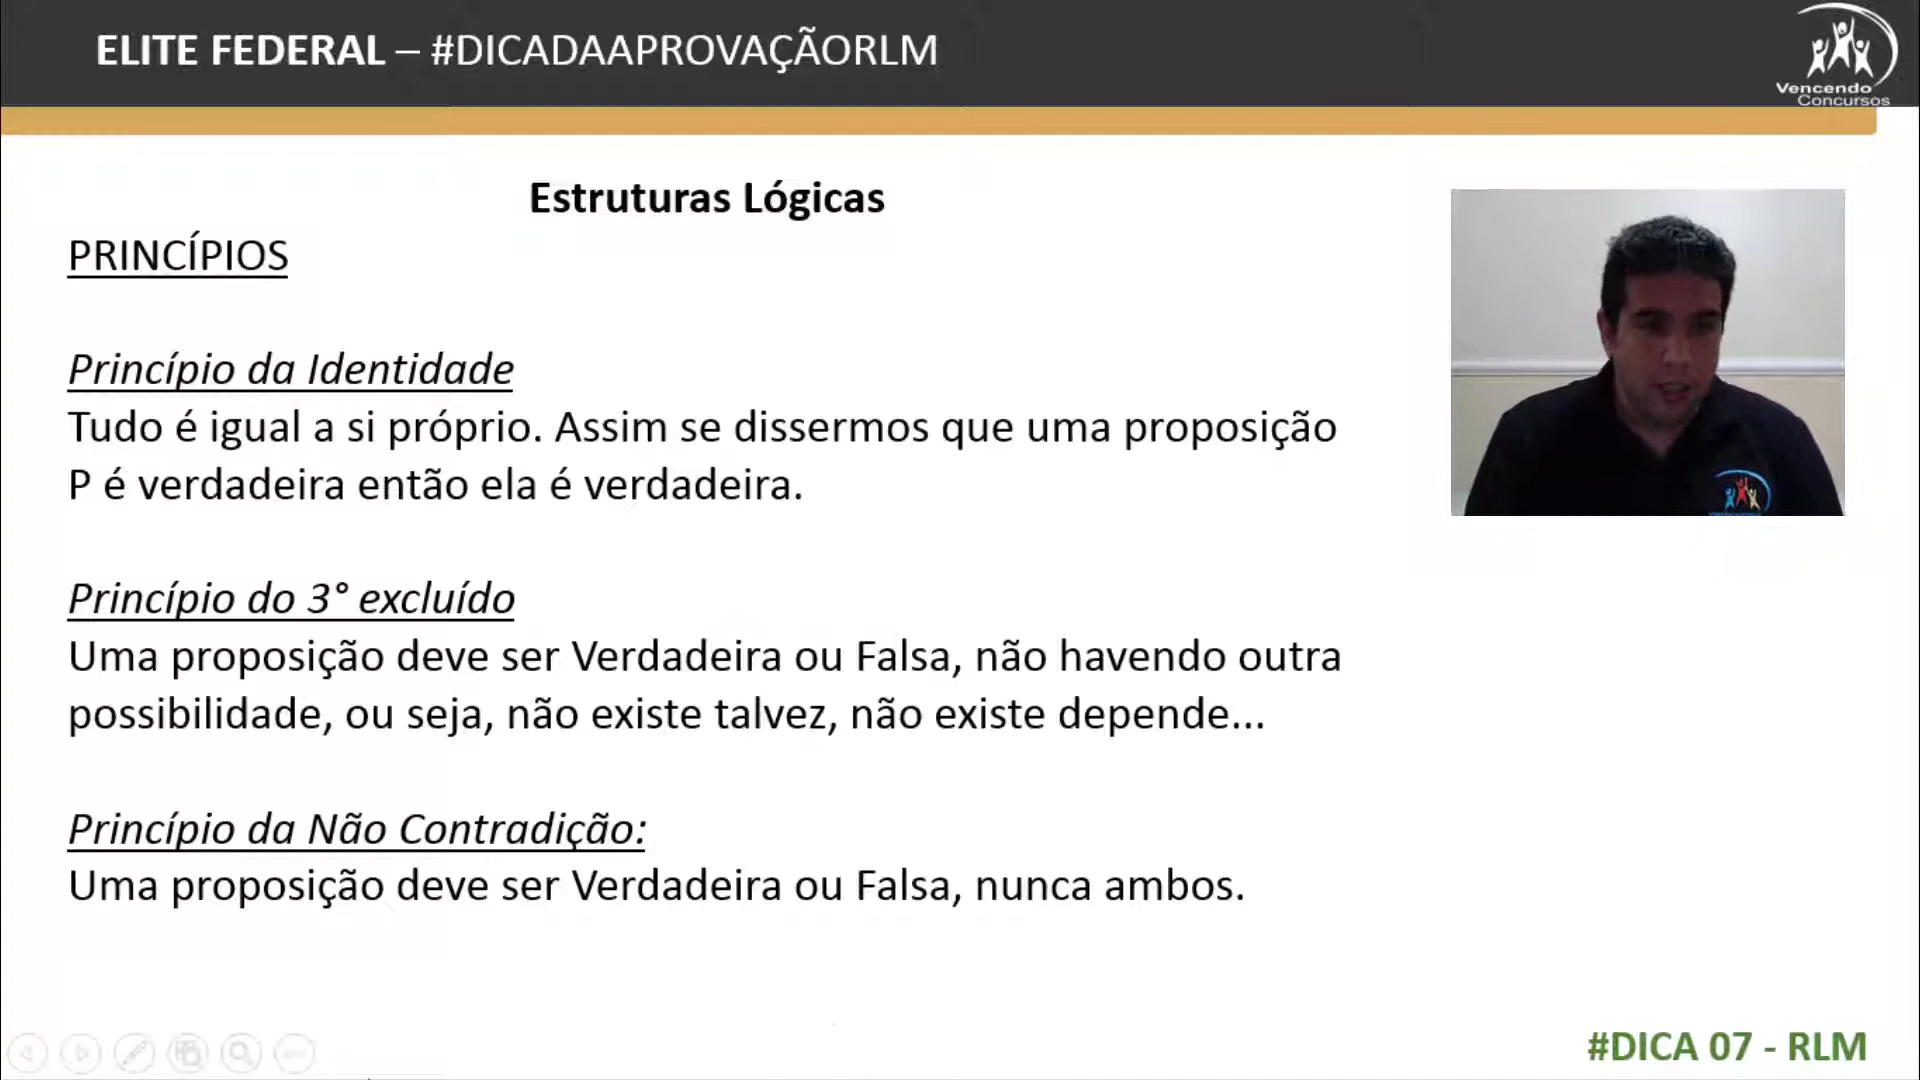 ELITE FEDERAL – #DICADAAPROVAÇÃORLM
Vencendo
Concursos
Estruturas Lógicas
PRINCÍPIOS
Princípio da Identidade
Tudo é igual a si próprio. Assim se dissermos que uma proposição
P é verdadeira então ela é verdadeira.
Princípio do 3° excluído
Uma proposição deve ser Verdadeira ou Falsa, não havendo outra
possibilidade, ou seja, não existe talvez, não existe depende...
Princípio da Não Contradição:
Uma proposição deve ser Verdadeira ou Falsa, nunca ambos.
#DICA 07 - RLM